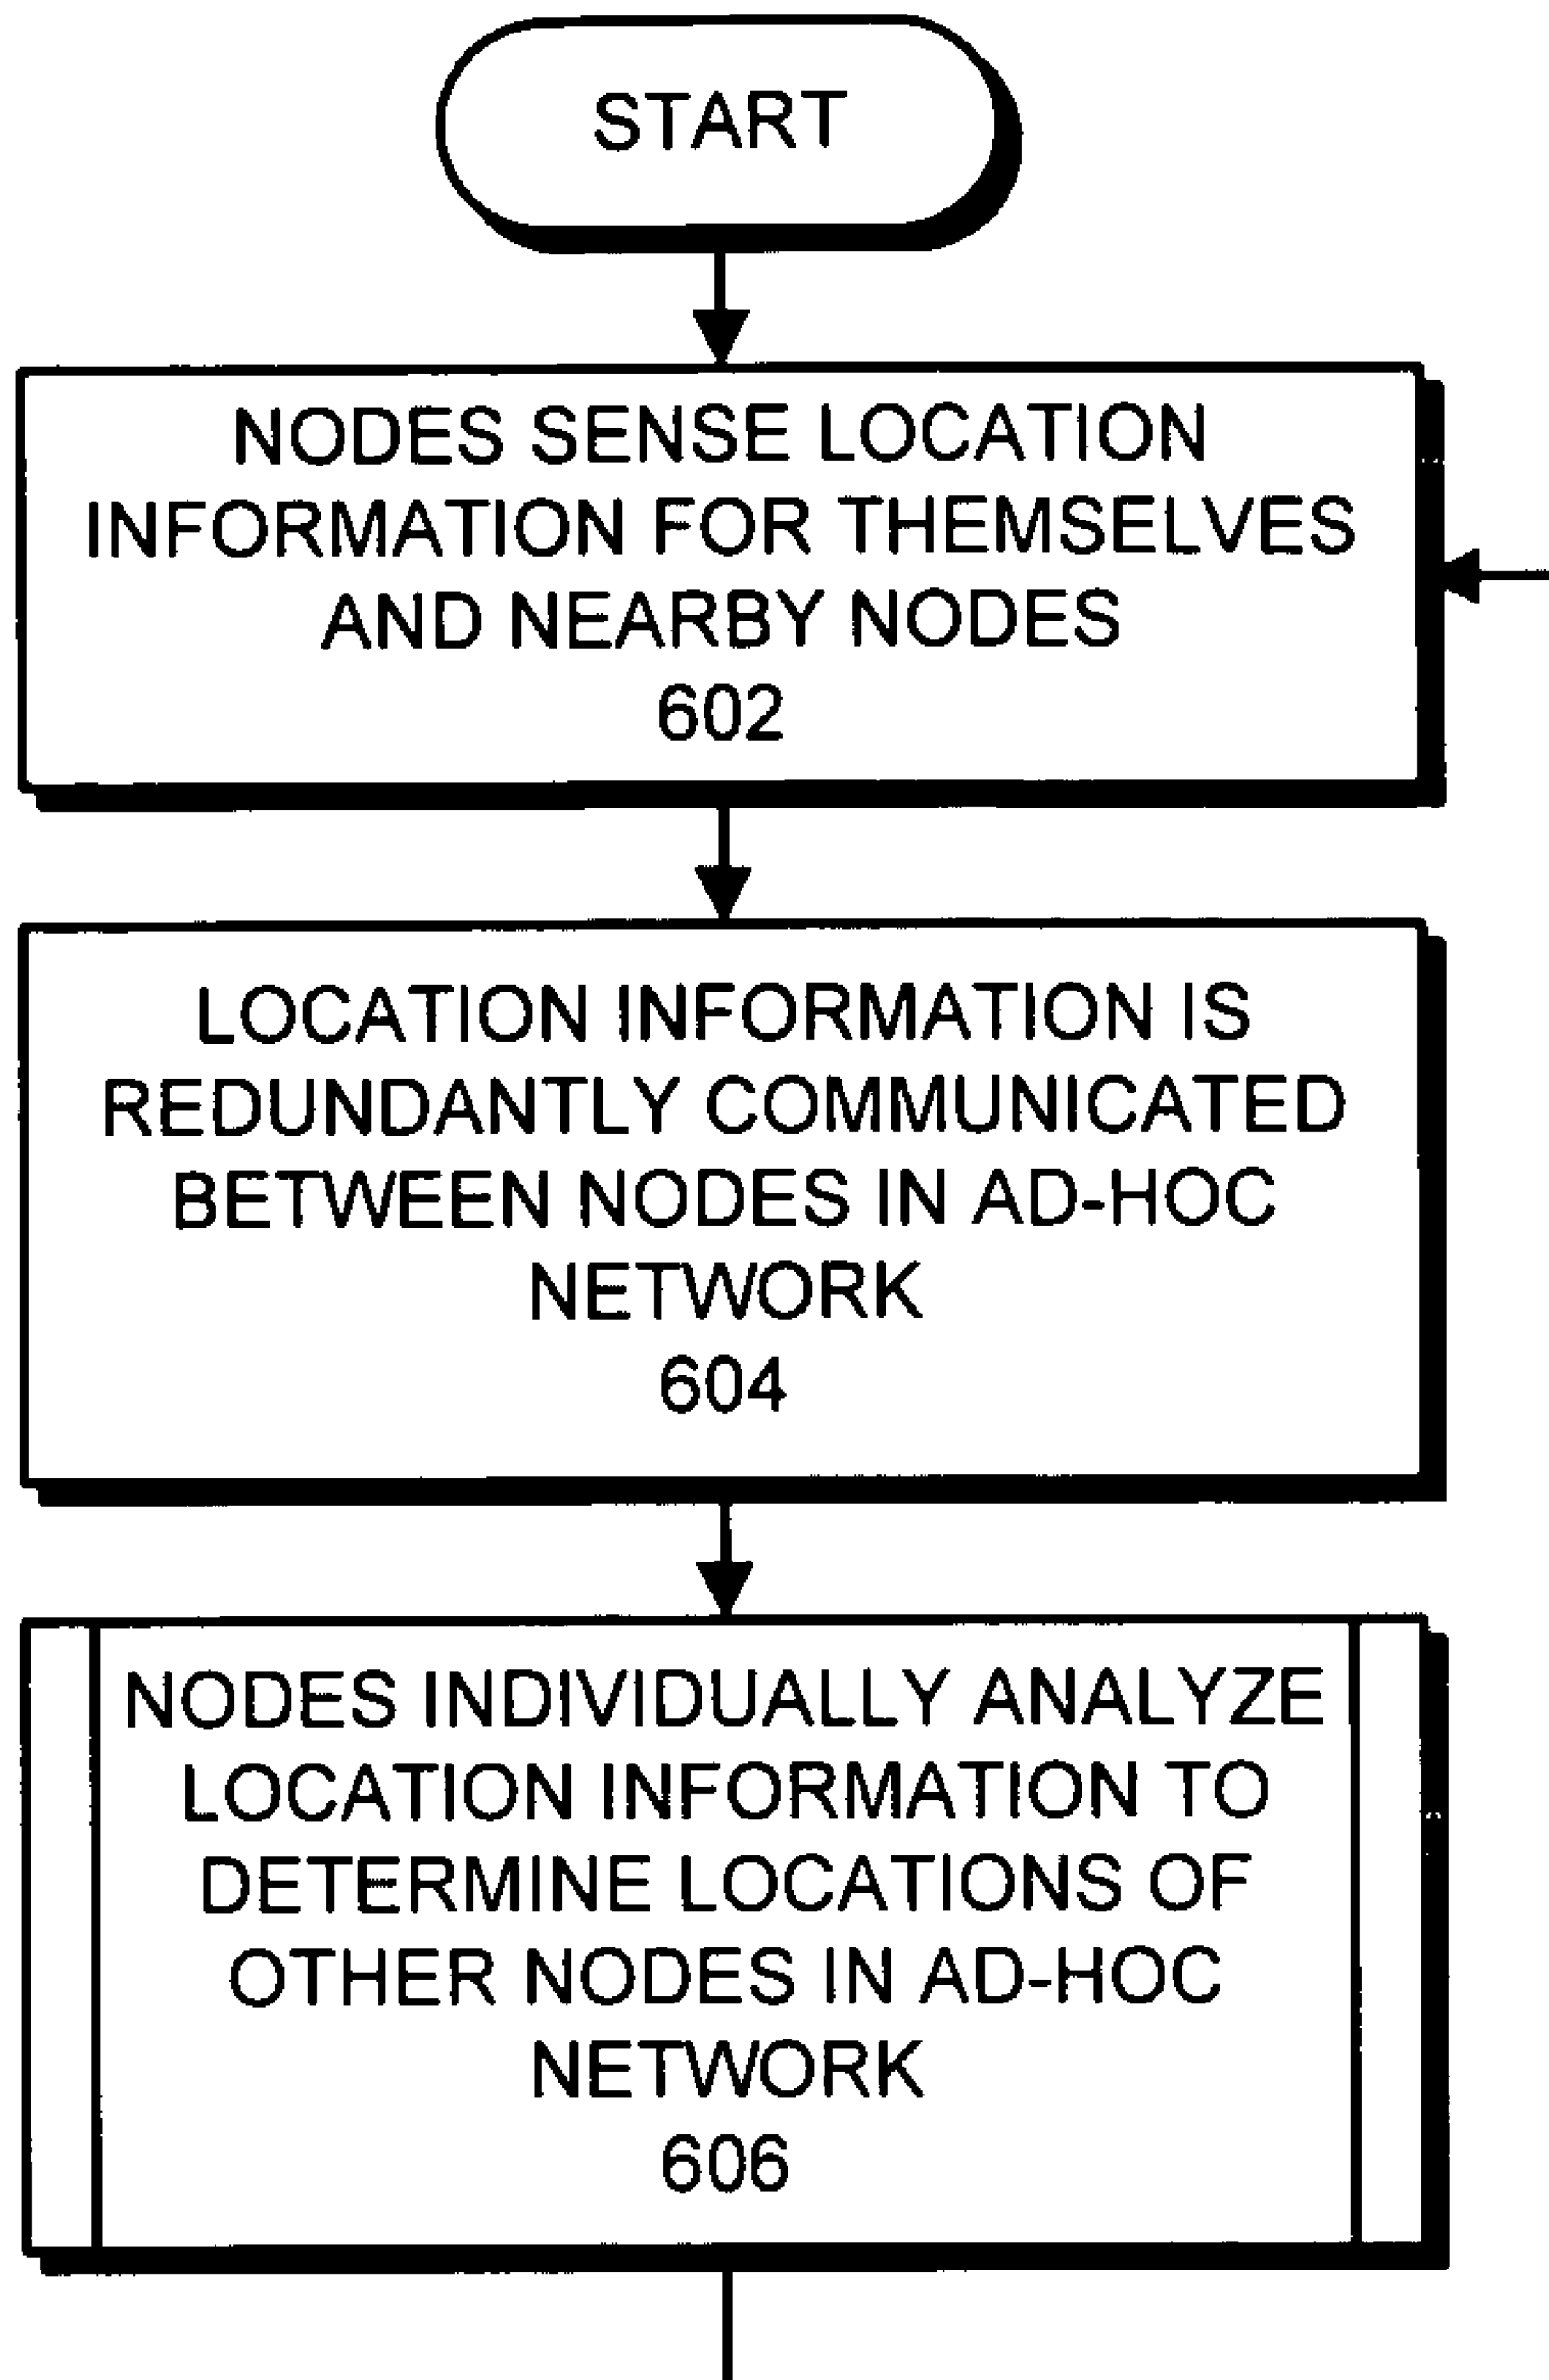 START
NODES SENSE LOCATION
INFORMATION FOR THEMSELVES
AND NEARBY NODES
602
LOCATION INFORMATION IS
REDUNDANTLY COMMUNICATED
BETWEEN NODES IN AD-HOC
NETWORK
604
NODES INDIVIDUALLY ANALYZE
LOCATION INFORMATION TO
DETERMINE LOCATIONS OF
OTHER NODES IN AD-HOC
NETWORK
606